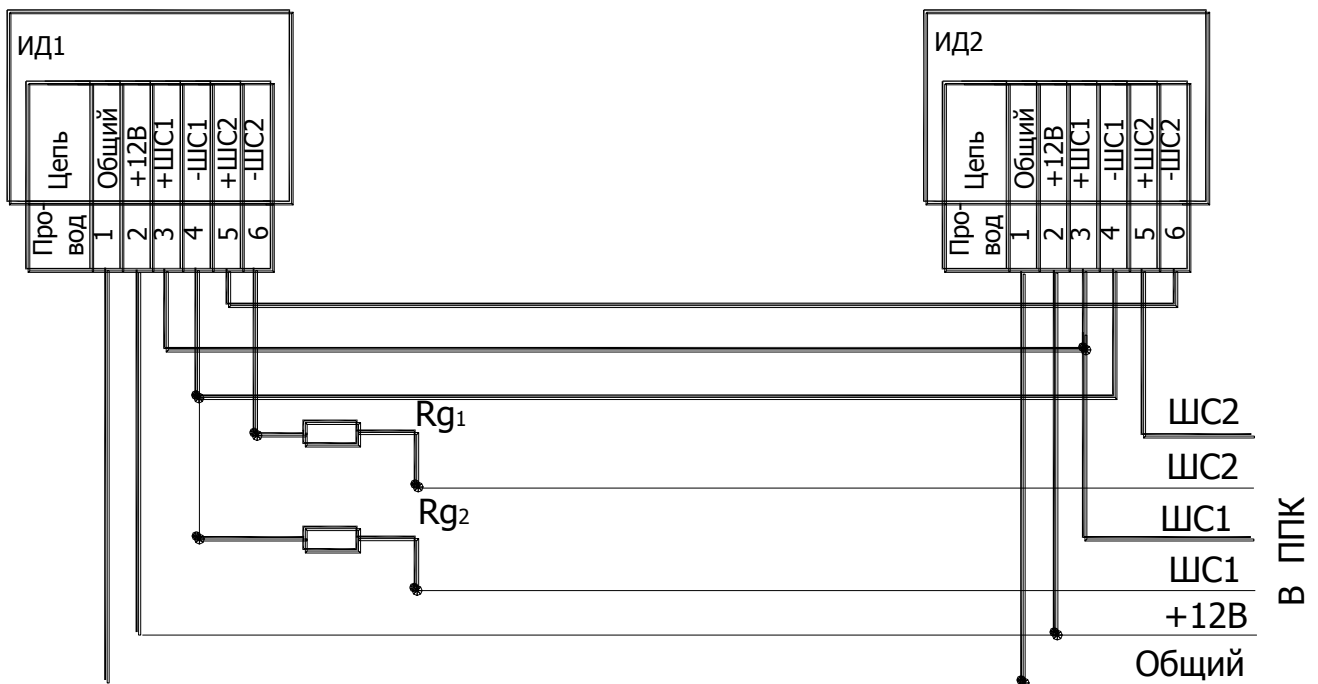 ИД1
Про-
вод
Цепь
1
Общий
2
+12В
3
+ШС1
4
-ШС1
5
+ШС2
6
-ШС2
ИД2
Про-
вод
Цепь
1
Общий
2
+12В
3
+ШС1
4
-ШС1
5
+ШС2
6
-ШС2
Rg1
Rg2
ШС2
ШС2
ШС1
ШС1
+12В
Общий
В ППК